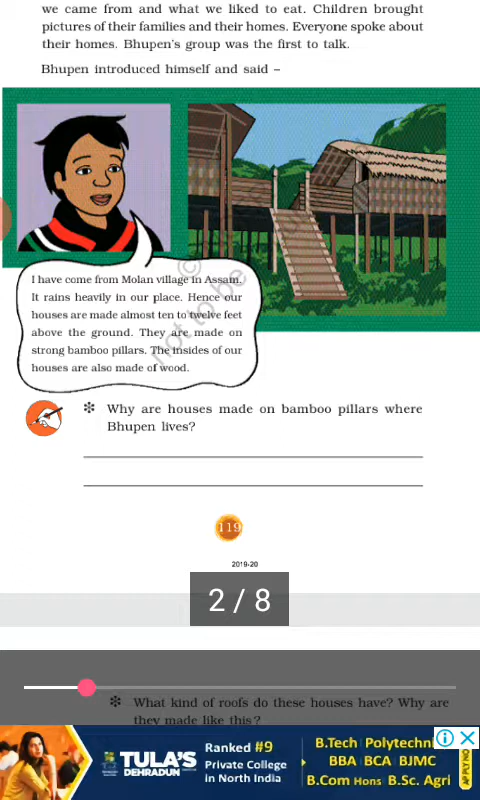 we came from and what we liked to eat. Children brought
pictures of their families and their homes. Everyone spoke about
their homes. Bhupen's group was the first to talk.
Bhupen introduced himself and said –
I have come from Molan village in Assam.
It rains heavily in our place. Hence our
houses are made almost ten to twelve feet
above the ground. They are made on
strong bamboo pillars. The insides of our
houses are also made of wood.
©
not to be
❉ Why are houses made on bamboo pillars where
Bhupen lives?
119
2019-20
2 / 8
❉ What kind of roofs do these houses have? Why are
they made like this?
TULA'S
DEHRADUN
Ranked #9
Private College
in North India
B.Tech | Polytechni
BBA | BCA | BJMC
B.Com Hons | B.Sc. Agri
APPLY NO